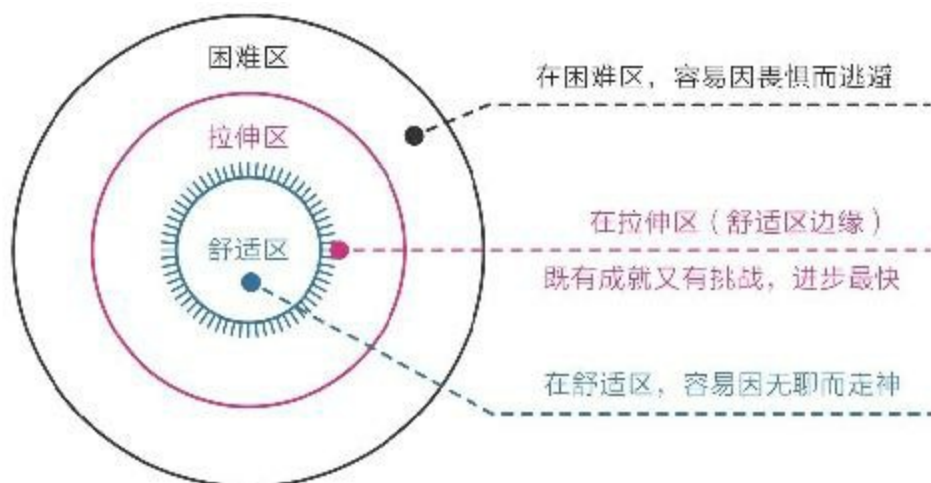 困难区
在困难区，容易因畏惧而逃避
拉伸区
在拉伸区（舒适区边缘）
舒适区
既有成就又有挑战，进步最快
在舒适区，容易因无聊而走神